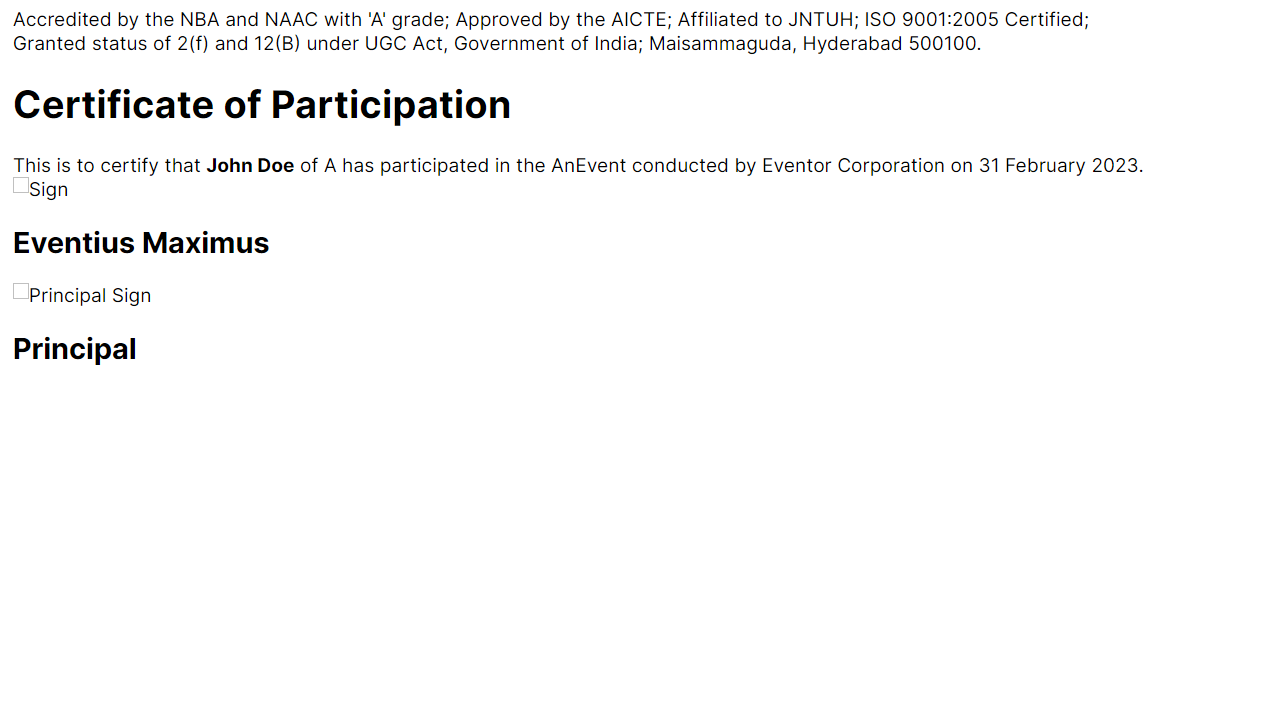 Accredited by the NBA and NAAC with 'A' grade; Approved by the AICTE; Affiliated to JNTUH; ISO 9001:2005 Certified;
Granted status of 2(f) and 12(B) under UGC Act, Government of India; Maisammaguda, Hyderabad 500100.
Certificate of Participation
This is to certify that John Doe of A has participated in the AnEvent conducted by Eventor Corporation on 31 February 2023.
Sign
Eventius Maximus
Principal Sign
Principal